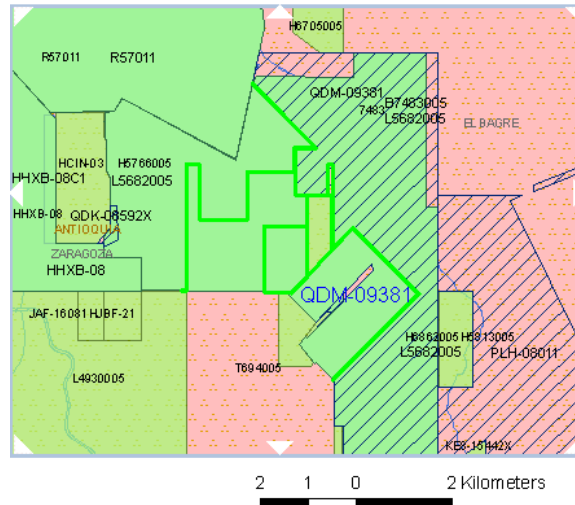 H6705005
R57011 R57011
QDM-09381
7483 B7483005
L5682005
EL BAGRE
HCIN-03 H5766005
HHXB-08C1 L5682005
HHXB-08 QDK-08592X
ANTIOQUIA
ZARAGOZA
HHXB-08
QDM-09381
JAF-16081 HJBF-21
H6862005 H5813005
L5682005 PLH-08011
T694005
L4930005
2 1 0 2 Kilometers